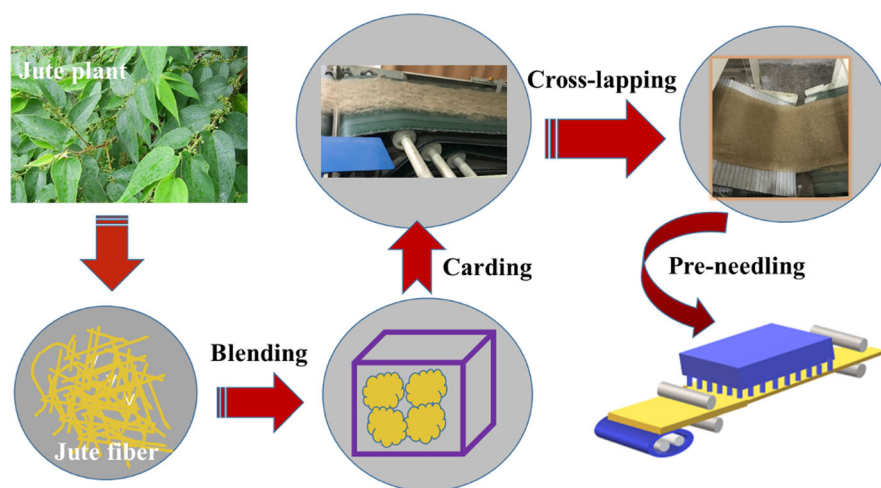 Jute plant
Jute fiber
Blending
Carding
Cross-lapping
Pre-needling